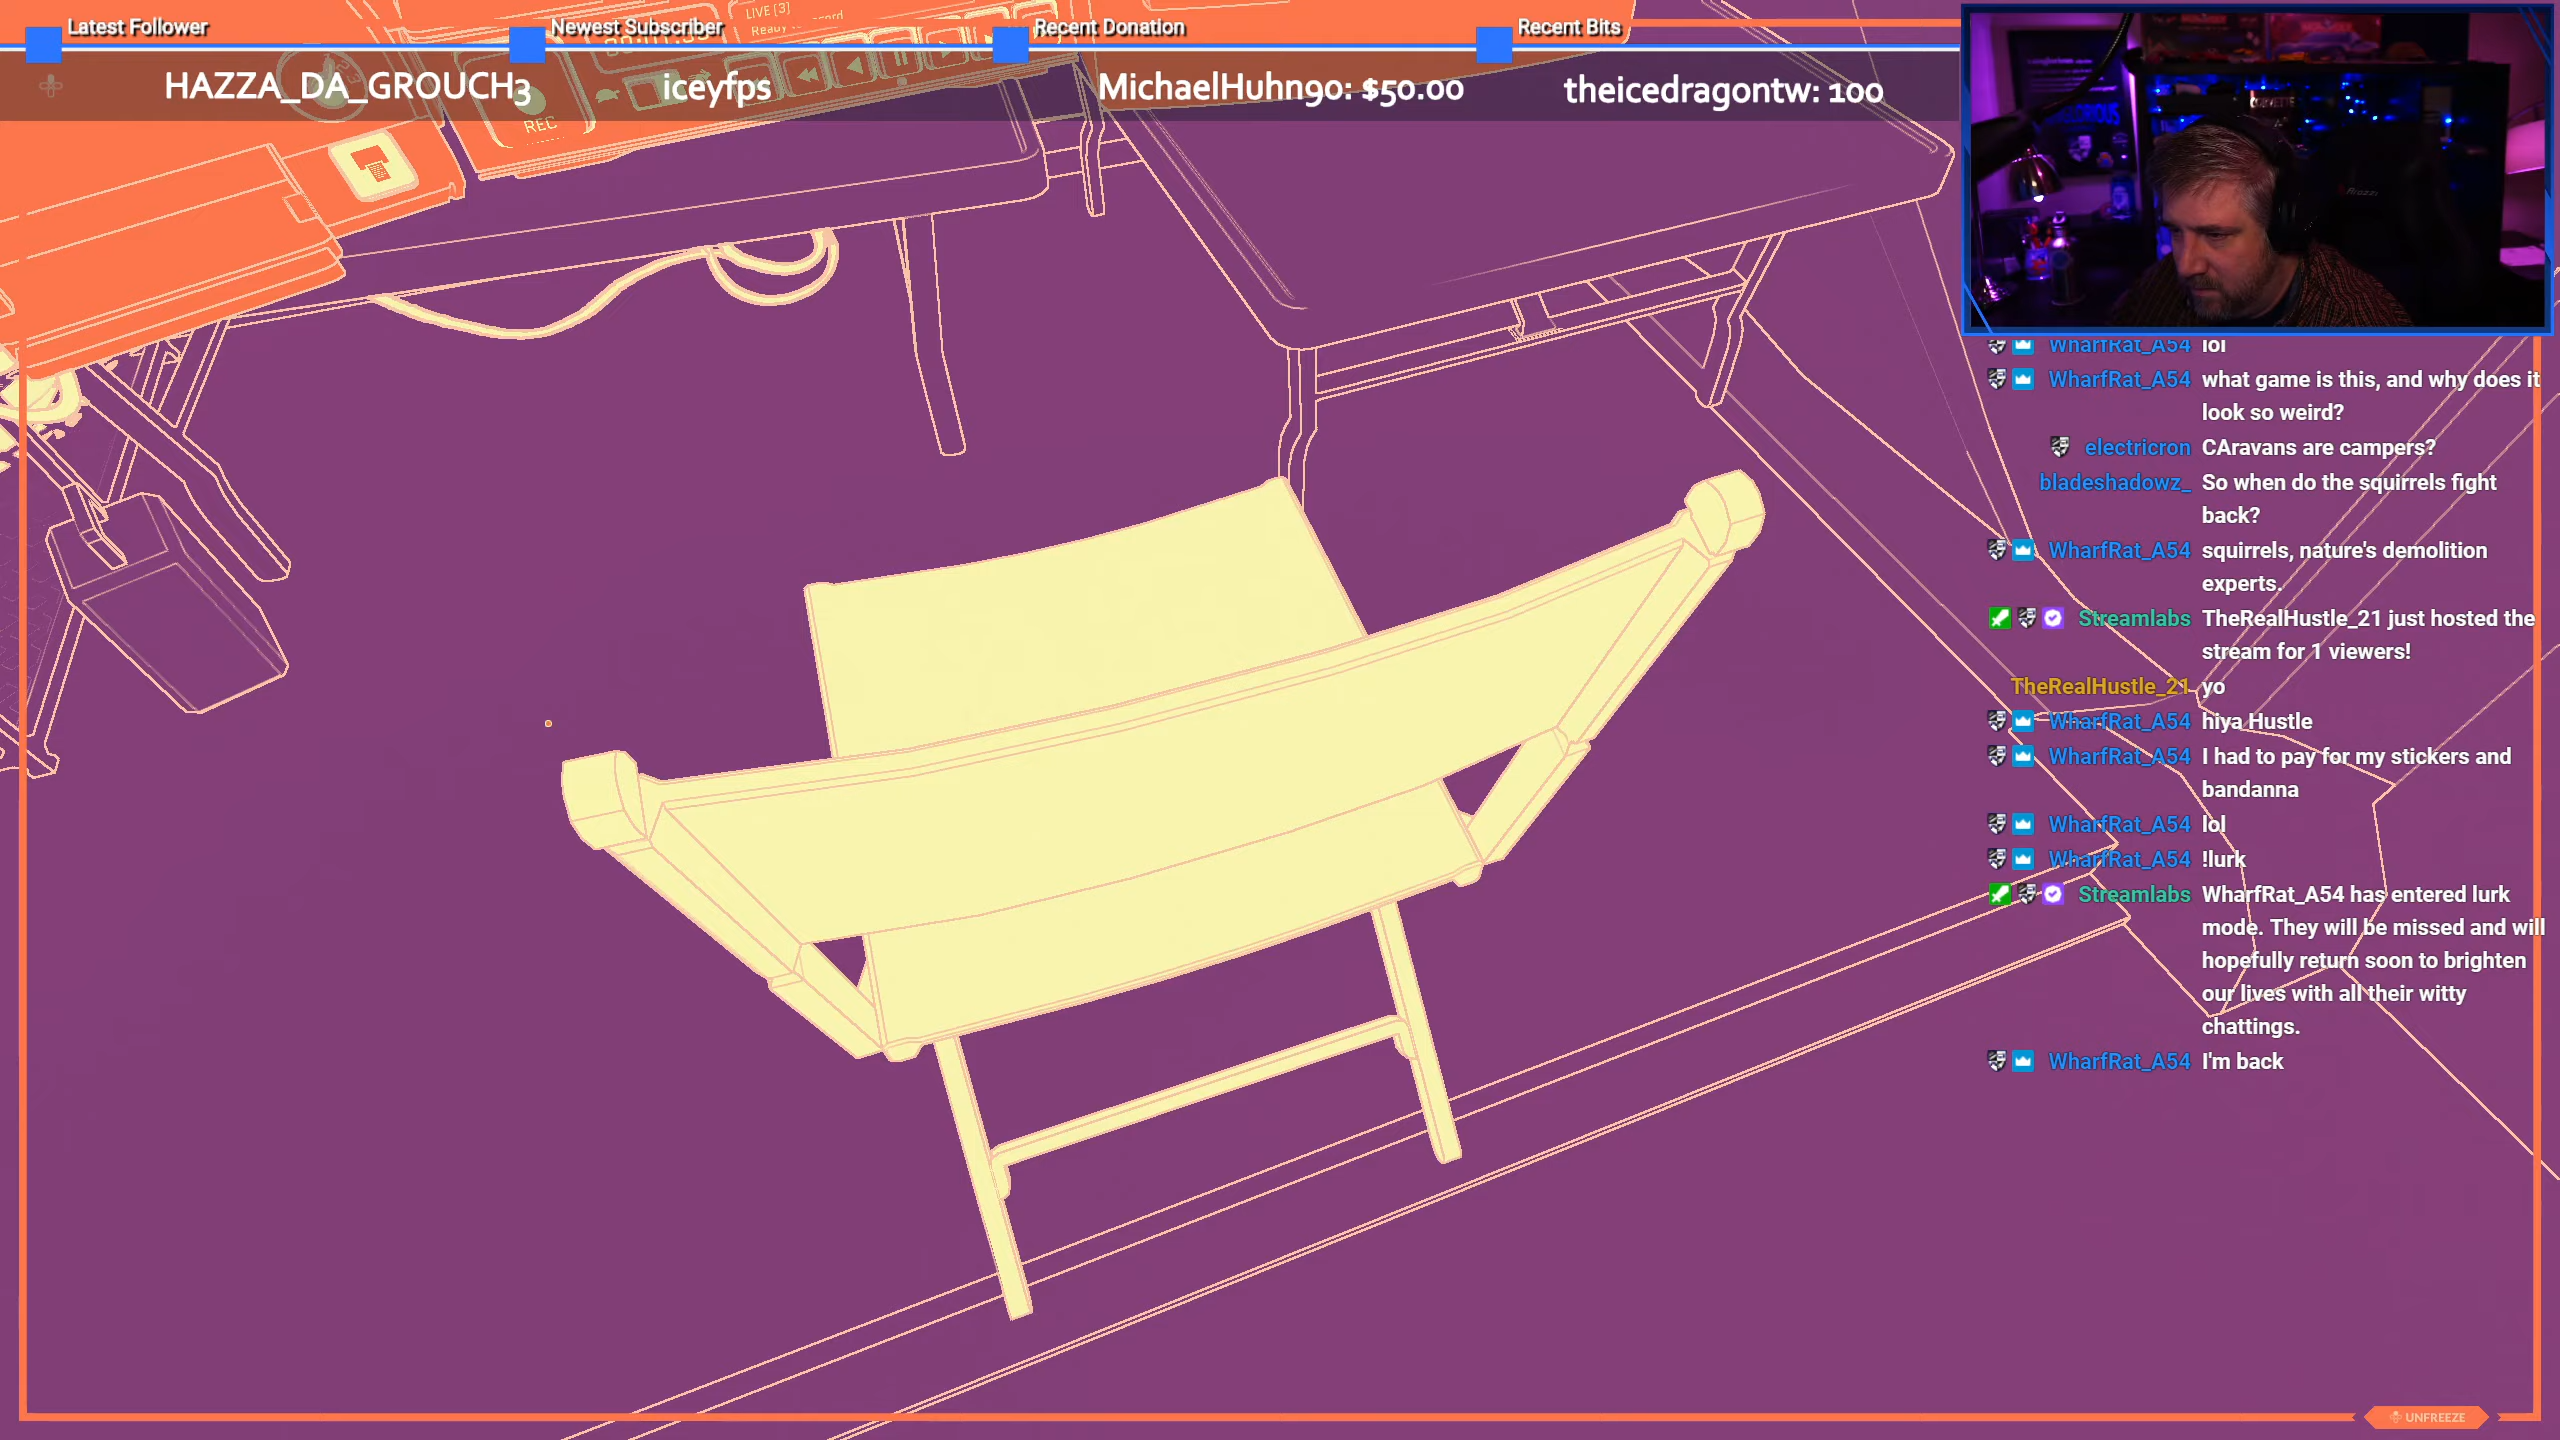 Latest Follower
Newest Subscriber
Recent Donation
Recent Bits
LIVE [3]
HAZZA_DA_GROUCH3
iceyfps
MichaelHuhn90: $50.00
theicedragontw: 100
REC
WharfRat_A54 lol
WharfRat_A54 what game is this, and why does it
look so weird?
electricron CAravans are campers?
bladeshadowz_ So when do the squirrels fight
back?
WharfRat_A54 squirrels, nature's demolition
experts.
Streamlabs TheRealHustle_21 just hosted the
stream for 1 viewers!
TheRealHustle_21 yo
WharfRat_A54 hiya Hustle
WharfRat_A54 I had to pay for my stickers and
bandanna
WharfRat_A54 lol
WharfRat_A54 !lurk
Streamlabs WharfRat_A54 has entered lurk
mode. They will be missed and will
hopefully return soon to brighten
our lives with all their witty
chattings.
WharfRat_A54 I'm back
UNFREEZE